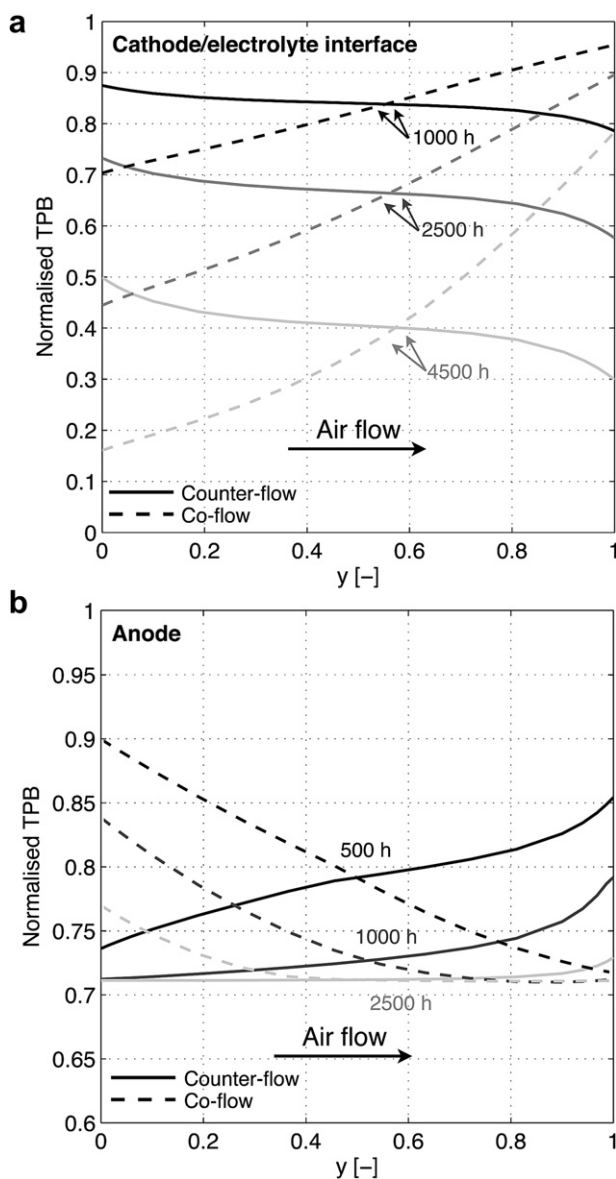 a
Cathode/electrolyte interface
1
0.9
0.8
0.7
0.6
0.5
0.4
0.3
0.2
0.1
0
Normalised TPB
1000 h
2500 h
4500 h
Air flow
Counter-flow
Co-flow
0 0.2 0.4 0.6 0.8 1
y [–]
b
Anode
1
0.95
0.9
0.85
0.8
0.75
0.7
0.65
0.6
Normalised TPB
500 h
1000 h
2500 h
Air flow
Counter-flow
Co-flow
0 0.2 0.4 0.6 0.8 1
y [–]